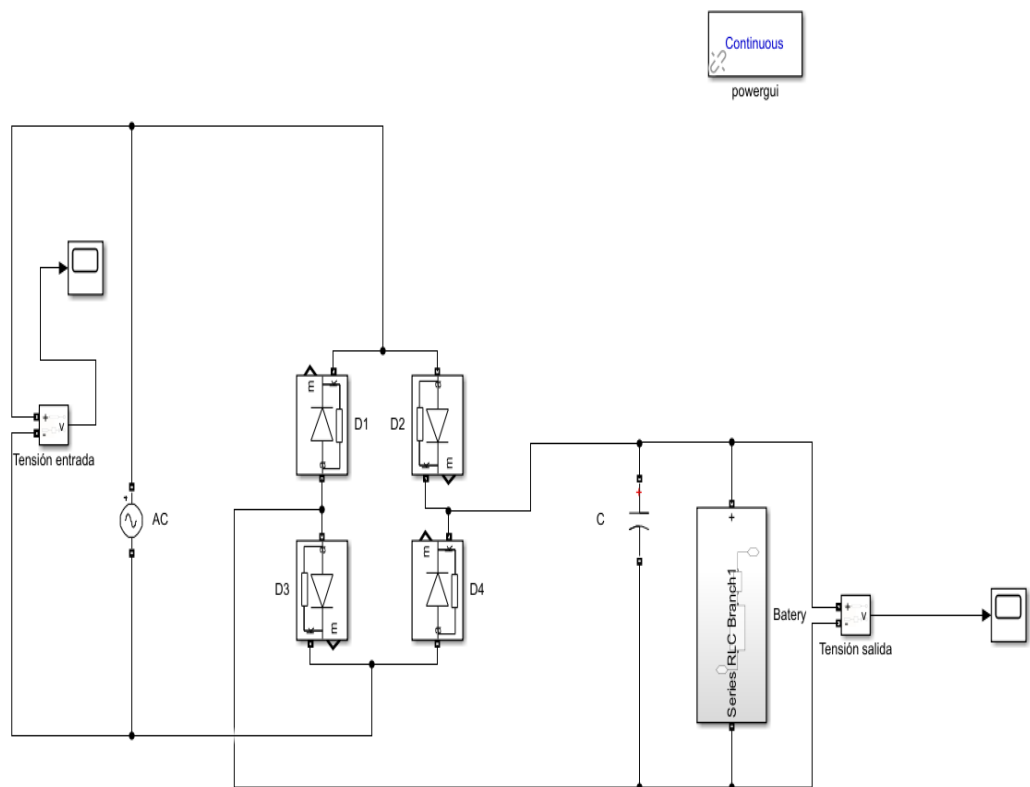 Continuous
powergui
+
-
v
Tensión entrada
AC
m
k
a
D1
a
k
m
D2
a
k
m
D3
m
k
a
D4
+
C
+
Series RLC Branch1
Batery
+
-
v
Tensión salida